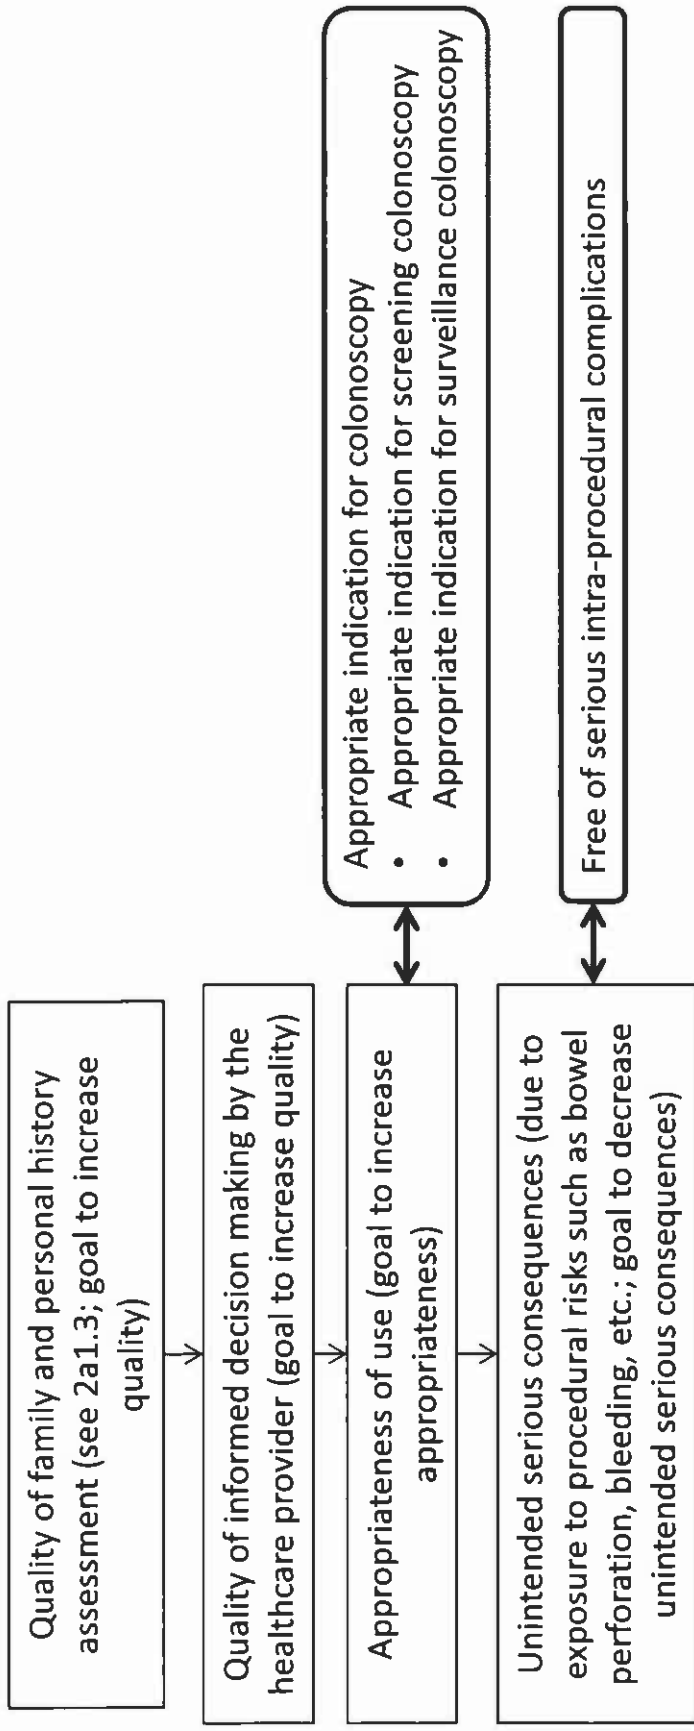 Quality of family and personal history
assessment (see 2a1.3; goal to increase
quality)
Quality of informed decision making by the
healthcare provider (goal to increase quality)
Appropriateness of use (goal to increase
appropriateness)
Unintended serious consequences (due to
exposure to procedural risks such as bowel
perforation, bleeding, etc.; goal to decrease
unintended serious consequences)
Appropriate indication for colonoscopy
• Appropriate indication for screening colonoscopy
• Appropriate indication for surveillance colonoscopy
Free of serious intra-procedural complications